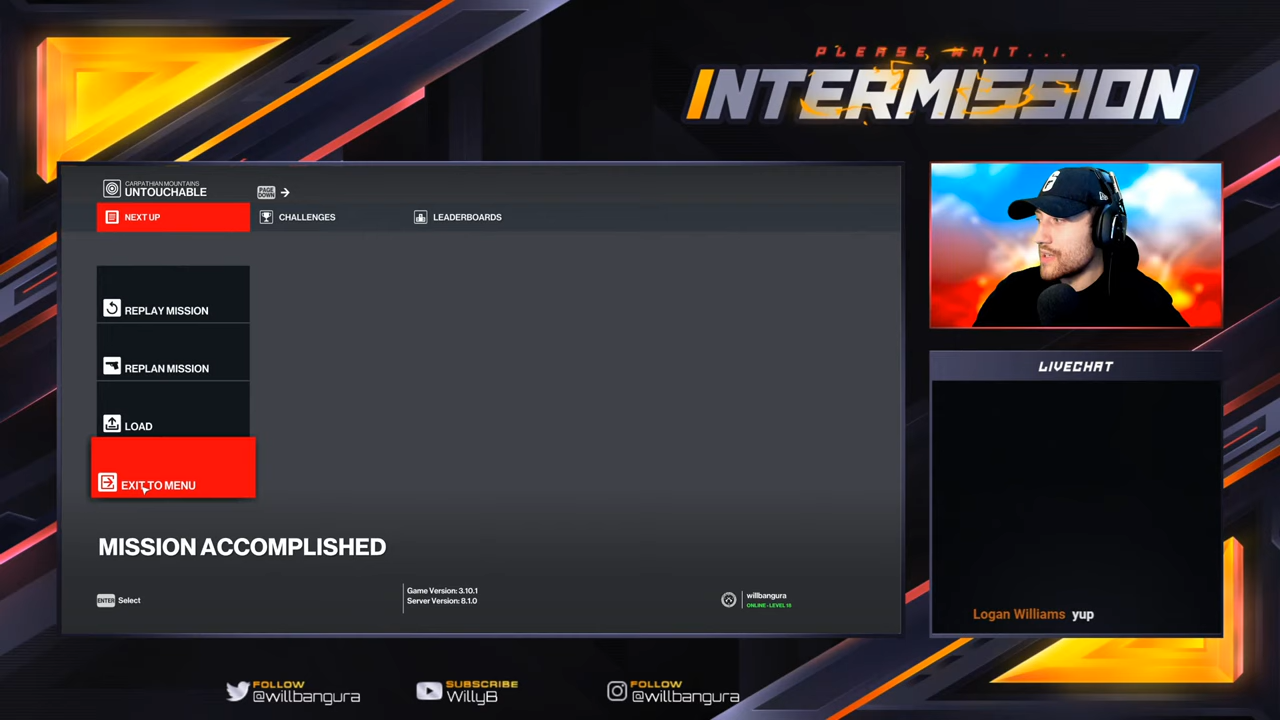 PLEASE WAIT...
INTERMISSION
CARPATHIAN MOUNTAINS
UNTOUCHABLE
PAGE DOWN
NEXT UP
CHALLENGES
LEADERBOARDS
REPLAY MISSION
REPLAN MISSION
LOAD
EXIT TO MENU
MISSION ACCOMPLISHED
ENTER Select
Game Version: 3.10.1
Server Version: 8.1.0
willbangura
ONLINE - LEVEL 15
LIVECHAT
Logan Williams yup
FOLLOW
@willbangura
SUBSCRIBE
WillyB
FOLLOW
@willbangura